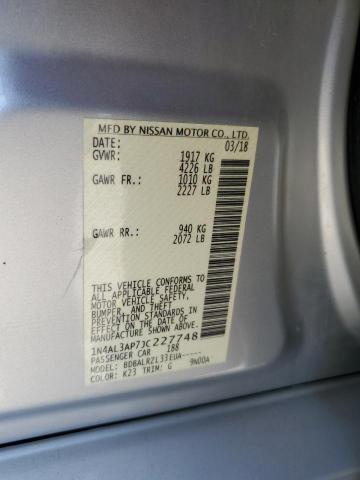 MFD BY NISSAN MOTOR CO., LTD.
DATE: 03/18
GVWR: 1917 KG
4226 LB
GAWR FR.: 1010 KG
2227 LB
GAWR RR.: 940 KG
2072 LB
THIS VEHICLE CONFORMS TO
ALL APPLICABLE FEDERAL
MOTOR VEHICLE SAFETY,
BUMPER, AND THEFT
PREVENTION STANDARDS IN
EFFECT ON THE DATE OF
MANUFACTURE SHOWN ABOVE.
1N4AL3AP7JC227748
PASSENGER CAR 188
MODEL: BDBALRZL33EUA-----
COLOR: K23 TRIM: G 9N00A